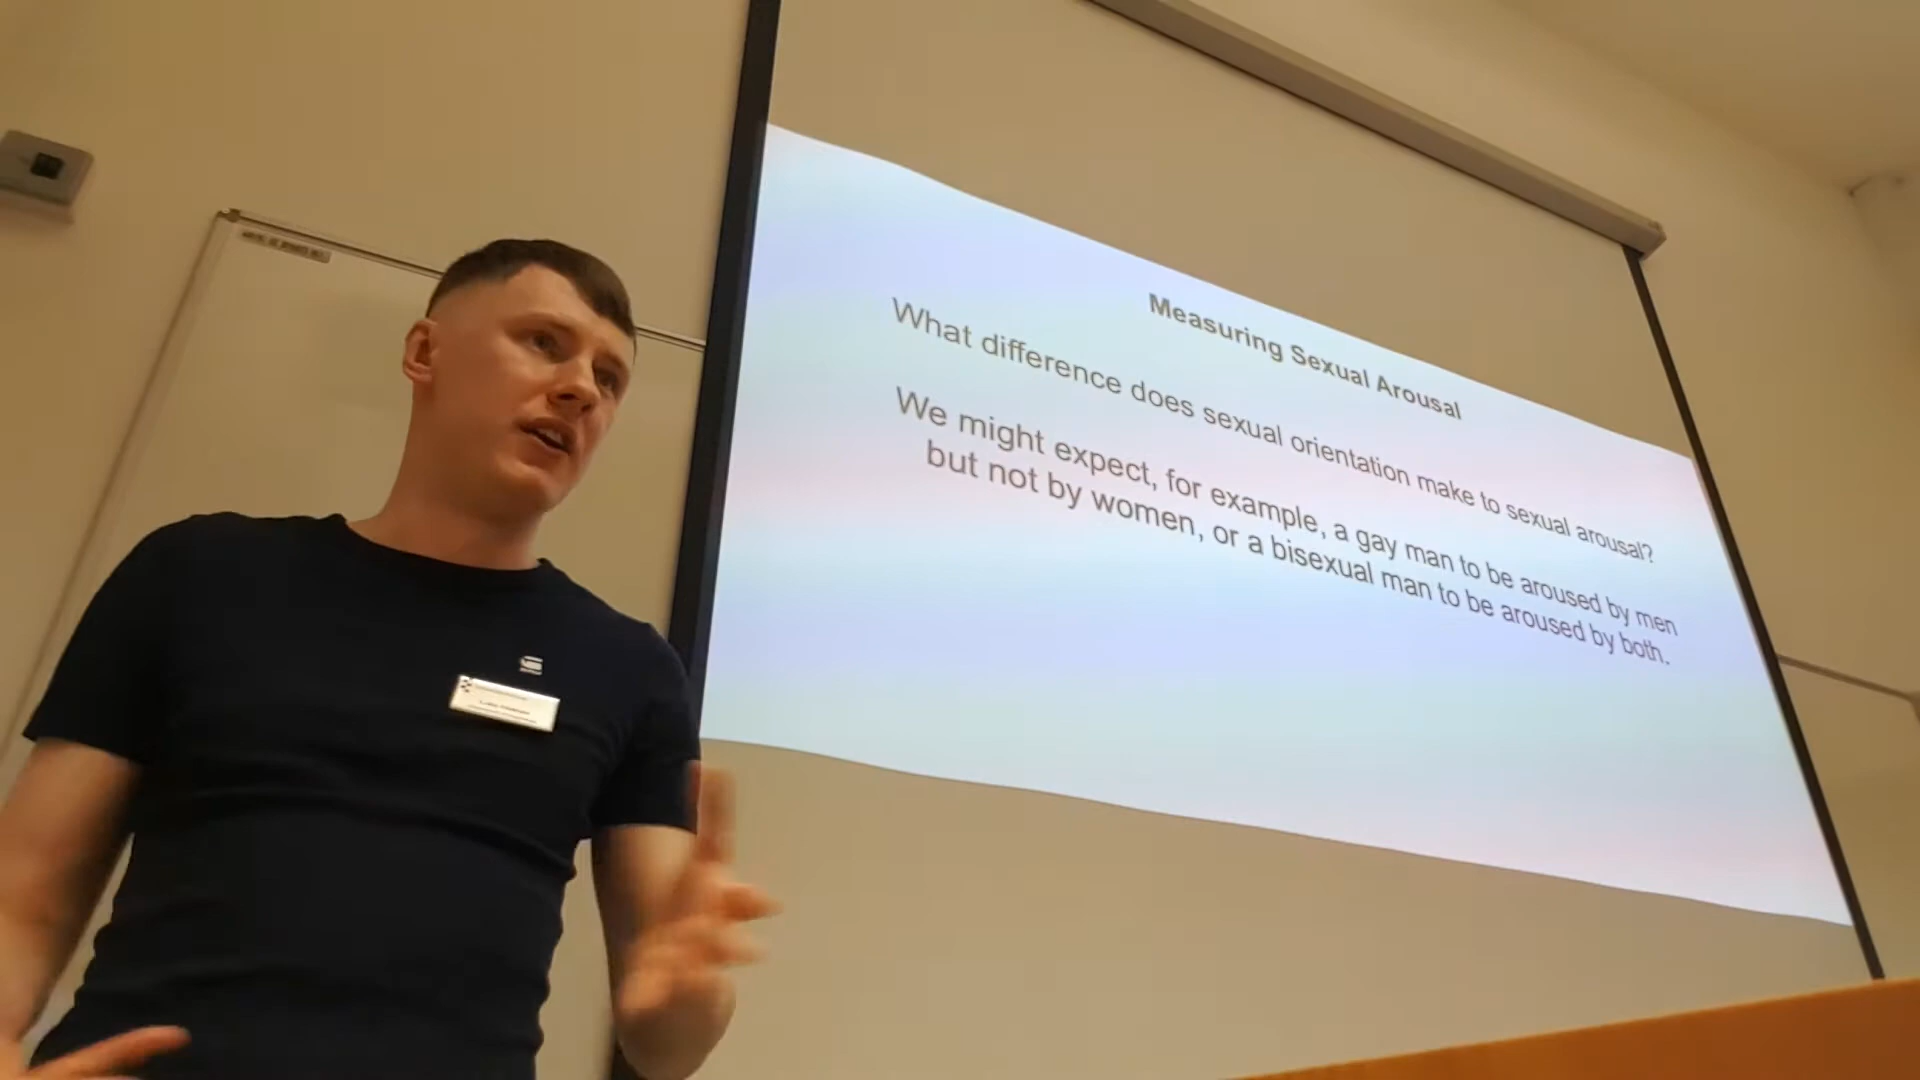 Measuring Sexual Arousal
What difference does sexual orientation make to sexual arousal?
We might expect, for example, a gay man to be aroused by men
but not by women, or a bisexual man to be aroused by both.